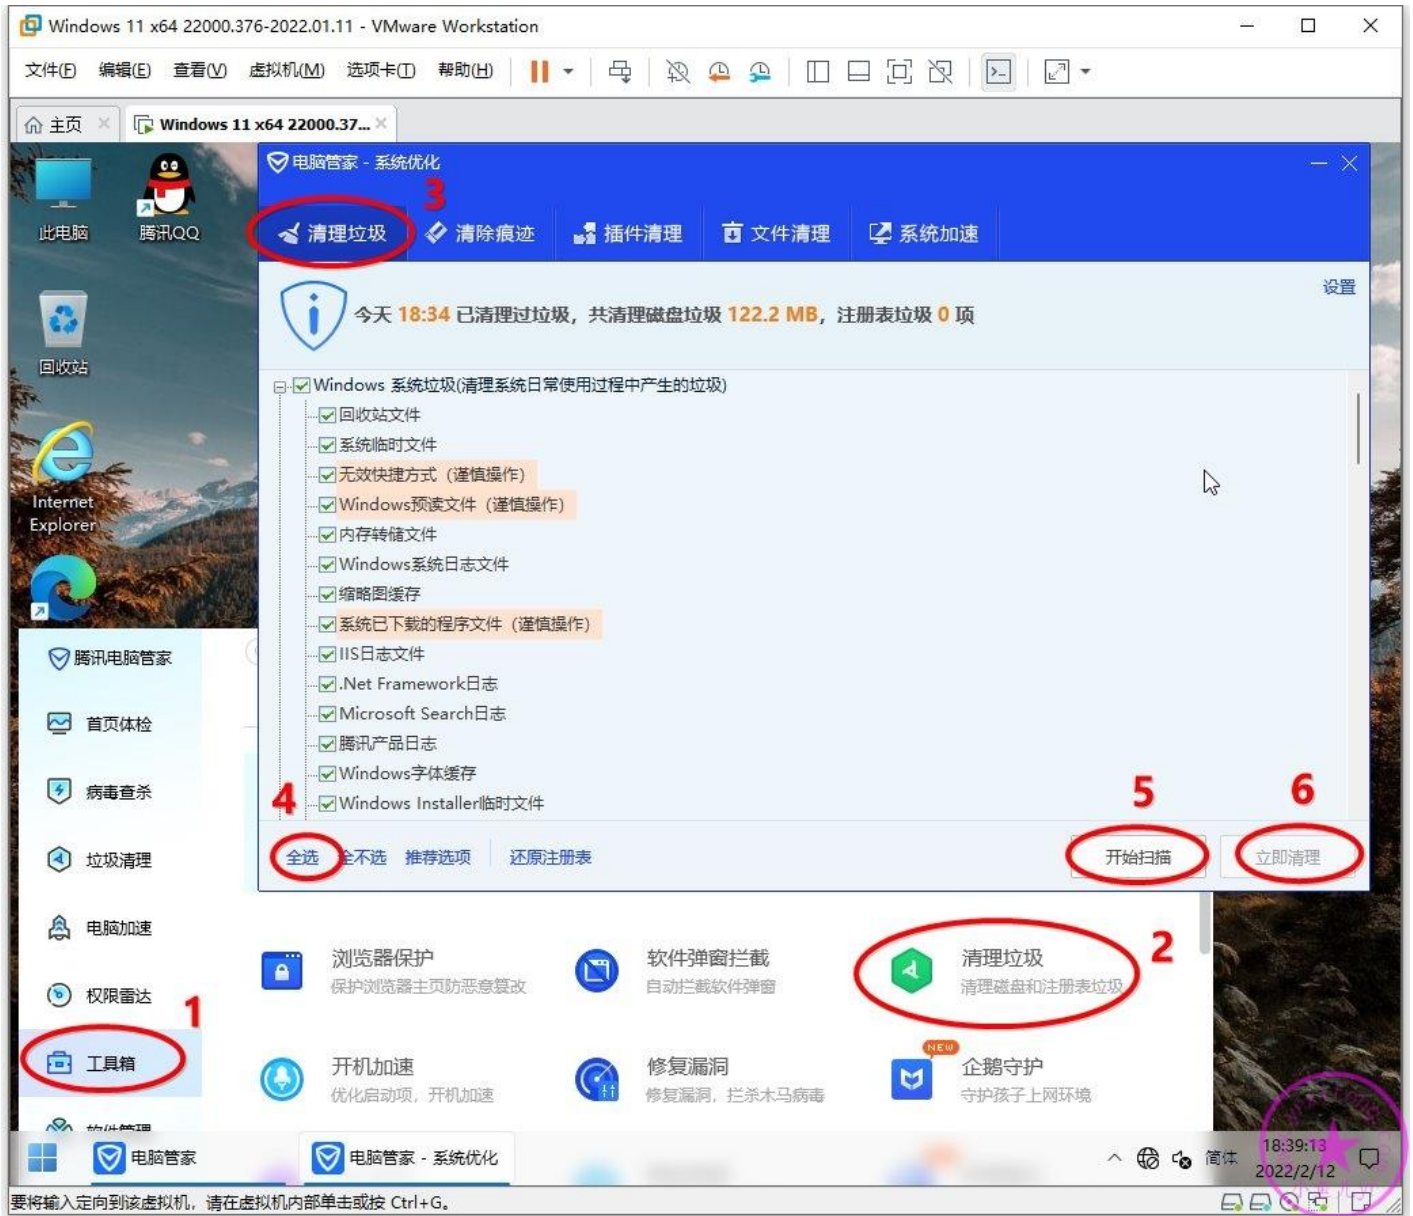 Windows 11 x64 22000.376-2022.01.11 - VMware Workstation
文件(F) 编辑(E) 查看(V) 虚拟机(M) 选项卡(T) 帮助(H)
主页 Windows 11 x64 22000.37...
电脑管家 - 系统优化
3
此电脑 腾讯QQ
清理垃圾 清除痕迹 插件清理 文件清理 系统加速
设置
今天 18:34 已清理过垃圾，共清理磁盘垃圾 122.2 MB，注册表垃圾 0 项
回收站
Windows 系统垃圾(清理系统日常使用过程中产生的垃圾)
回收站文件
系统临时文件
无效快捷方式（谨慎操作）
Windows预读文件（谨慎操作）
Internet
Explorer
内存转储文件
Windows系统日志文件
缩略图缓存
系统已下载的程序文件（谨慎操作）
IIS日志文件
.Net Framework日志
Microsoft Search日志
腾讯产品日志
Windows字体缓存
Windows Installer临时文件
4 5 6
全选 全不选 推荐选项 还原注册表 开始扫描 立即清理
腾讯电脑管家
首页体检
病毒查杀
垃圾清理
电脑加速
权限雷达
1
工具箱
软件管理
浏览器保护 软件弹窗拦截 清理垃圾 2
保护浏览器主页防恶意篡改 自动拦截软件弹窗 清理磁盘和注册表垃圾
NEW
开机加速 修复漏洞 企鹅守护
优化启动项，开机加速 修复漏洞，拦杀木马病毒 守护孩子上网环境
电脑管家 电脑管家 - 系统优化 简体 18:39:13
2022/2/12
要将输入定向到该虚拟机，请在虚拟机内部单击或按 Ctrl+G。